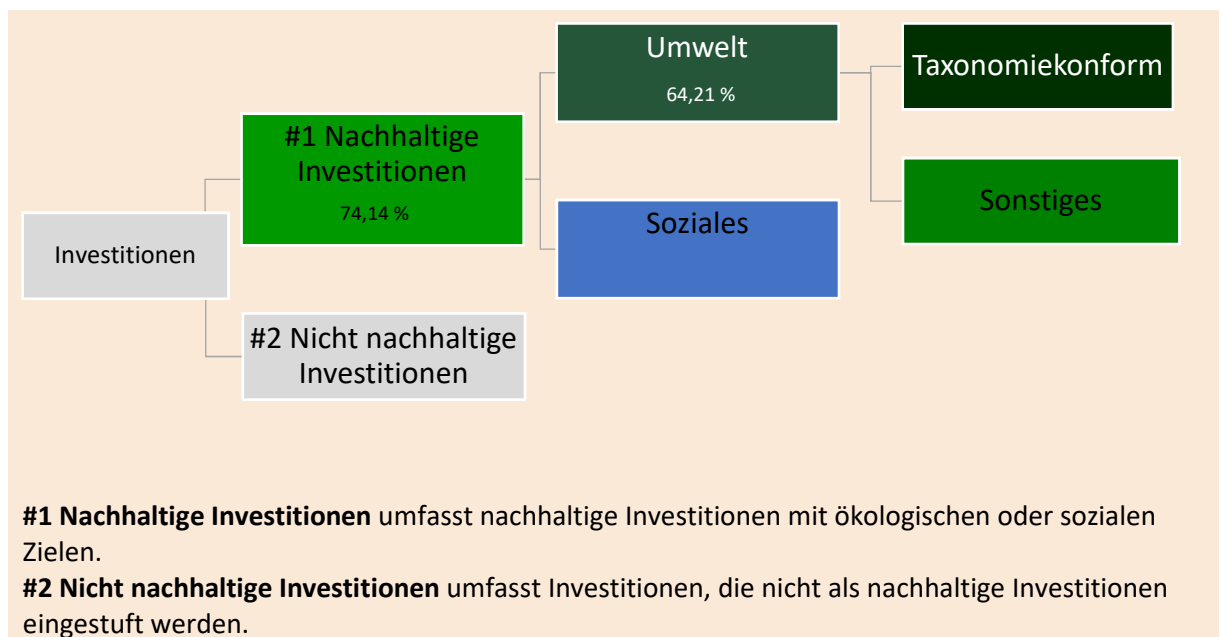 Investitionen
#1 Nachhaltige
Investitionen
74,14 %
#2 Nicht nachhaltige
Investitionen
Umwelt
64,21 %
Soziales
Taxonomiekonform
Sonstiges
#1 Nachhaltige Investitionen umfasst nachhaltige Investitionen mit ökologischen oder sozialen
Zielen.
#2 Nicht nachhaltige Investitionen umfasst Investitionen, die nicht als nachhaltige Investitionen
eingestuft werden.